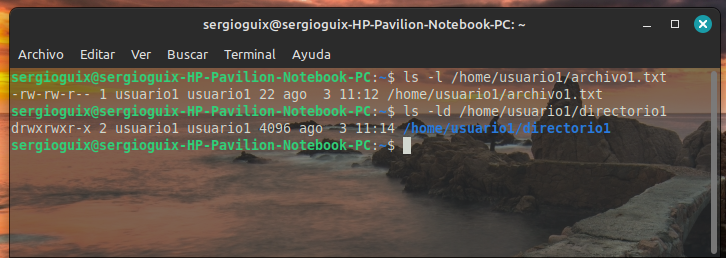 sergioguix@sergioguix-HP-Pavilion-Notebook-PC: ~
Archivo Editar Ver Buscar Terminal Ayuda
sergioguix@sergioguix-HP-Pavilion-Notebook-PC:~$ ls -l /home/usuario1/archivo1.txt
-rw-rw-r-- 1 usuario1 usuario1 22 ago  3 11:12 /home/usuario1/archivo1.txt
sergioguix@sergioguix-HP-Pavilion-Notebook-PC:~$ ls -ld /home/usuario1/directorio1
drwxrwxr-x 2 usuario1 usuario1 4096 ago  3 11:14 /home/usuario1/directorio1
sergioguix@sergioguix-HP-Pavilion-Notebook-PC:~$